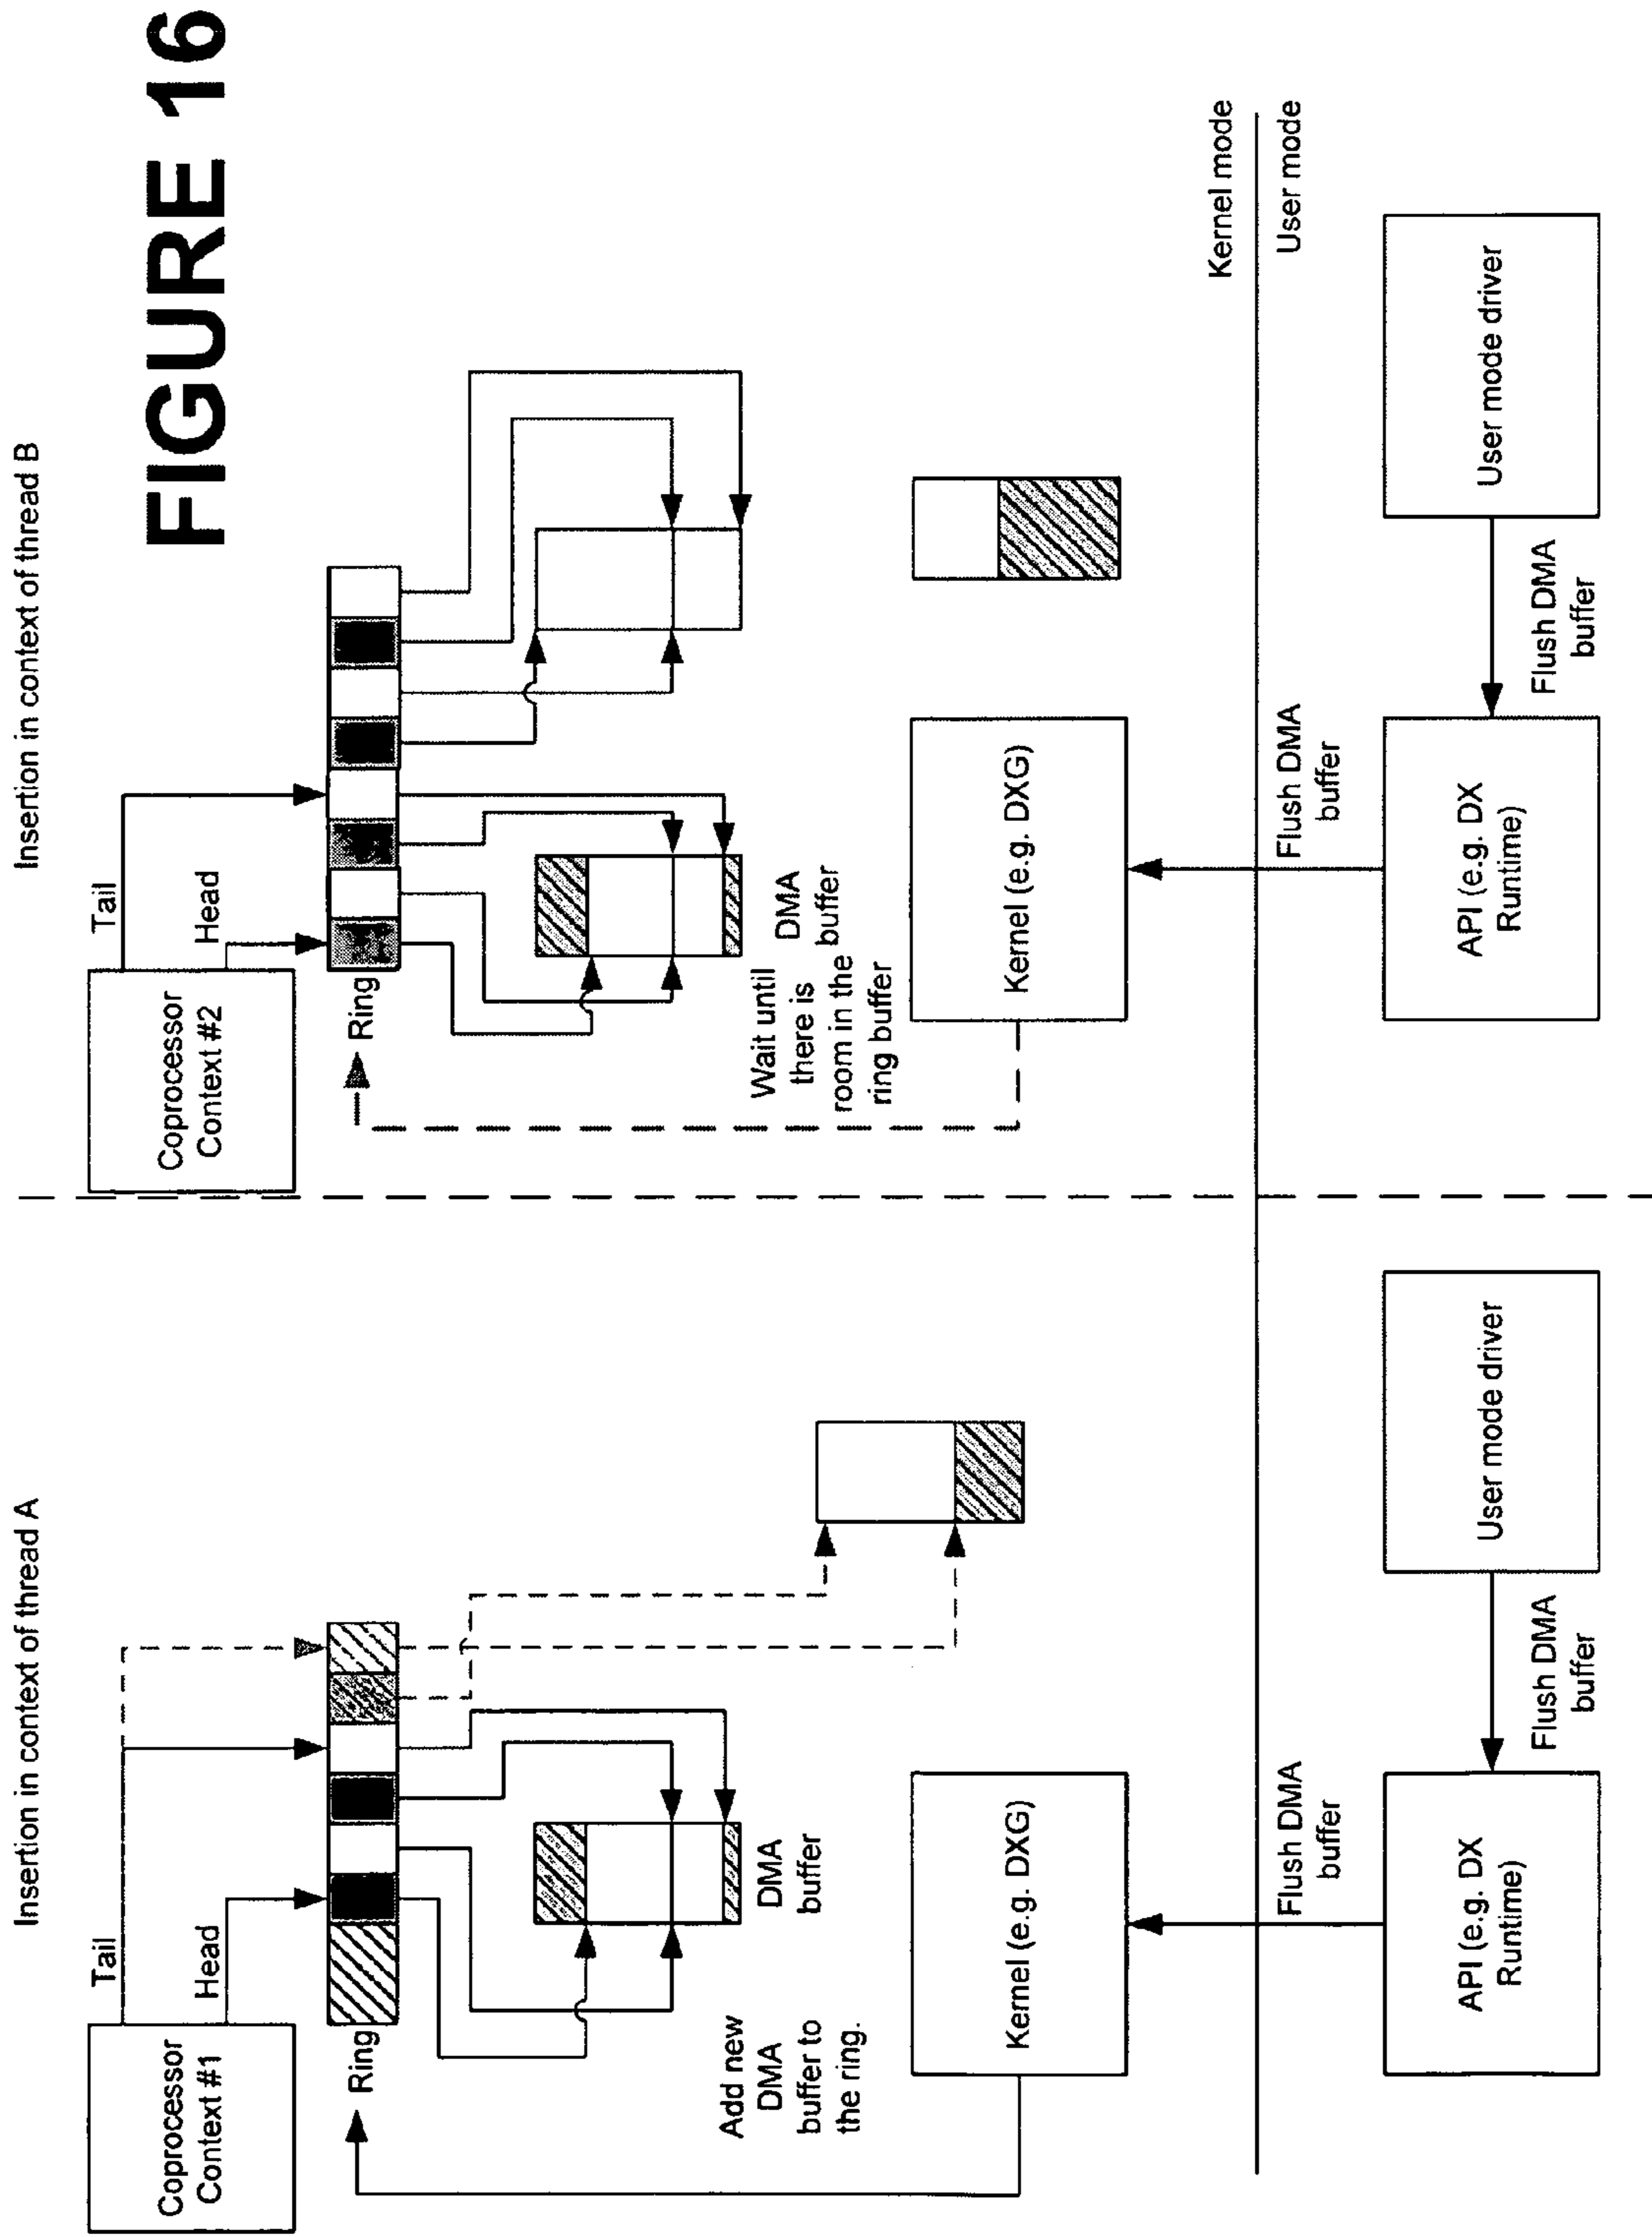 FIGURE 16
Insertion in context of thread A
Coprocessor
Context #1
Tail
Head
Ring
DMA
buffer
Add new
DMA
buffer to
the ring.
Kernel (e.g. DXG)
Flush DMA
buffer
API (e.g. DX
Runtime)
Flush DMA
buffer
User mode driver
Insertion in context of thread B
Coprocessor
Context #2
Tail
Head
Ring
DMA
buffer
Wait until
there is
room in the
ring buffer
Kernel (e.g. DXG)
Flush DMA
buffer
API (e.g. DX
Runtime)
Flush DMA
buffer
User mode driver
Kernel mode
User mode